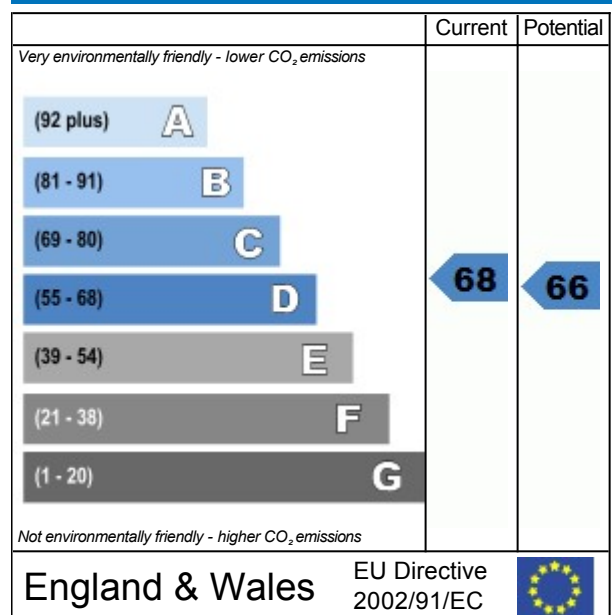 Current Potential
Very environmentally friendly - lower CO₂ emissions
(92 plus) A
(81 - 91) B
(69 - 80) C
(55 - 68) D
68 66
(39 - 54) E
(21 - 38) F
(1 - 20) G
Not environmentally friendly - higher CO₂ emissions
England & Wales
EU Directive
2002/91/EC